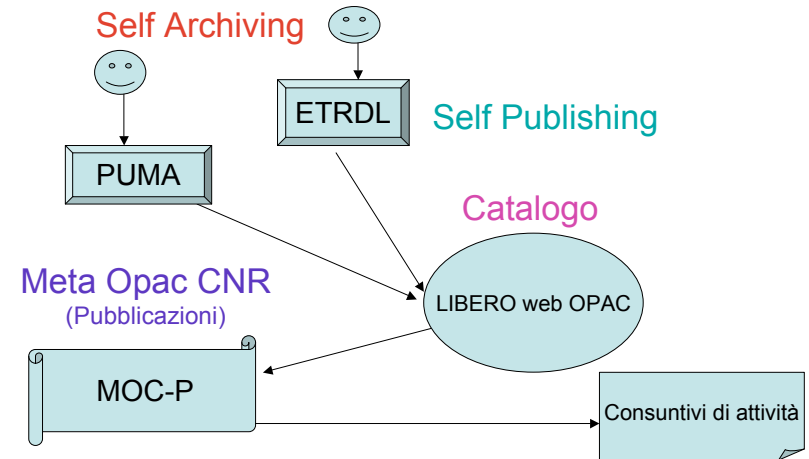 Self Archiving
ETRDL
Self Publishing
PUMA
Catalogo
Meta Opac CNR
(Pubblicazioni)
LIBERO web OPAC
MOC-P
Consuntivi di attività